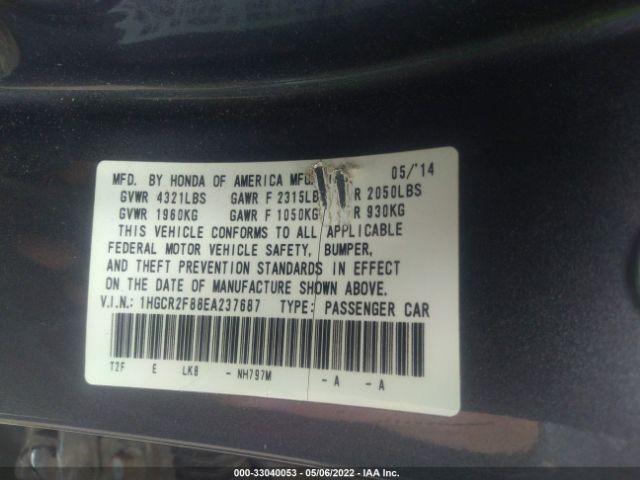 MFD. BY HONDA OF AMERICA MFG. 05/'14
GVWR 4321LBS GAWR F 2315LB R 2050LBS
GVWR 1960KG GAWR F 1050KG R 930KG
THIS VEHICLE CONFORMS TO ALL APPLICABLE
FEDERAL MOTOR VEHICLE SAFETY, BUMPER,
AND THEFT PREVENTION STANDARDS IN EFFECT
ON THE DATE OF MANUFACTURE SHOWN ABOVE.
V.I.N.: 1HGCR2F88EA237687 TYPE: PASSENGER CAR
T2F E LK8 - NH797M - A - A
000-33040053 - 05/06/2022 - IAA Inc.